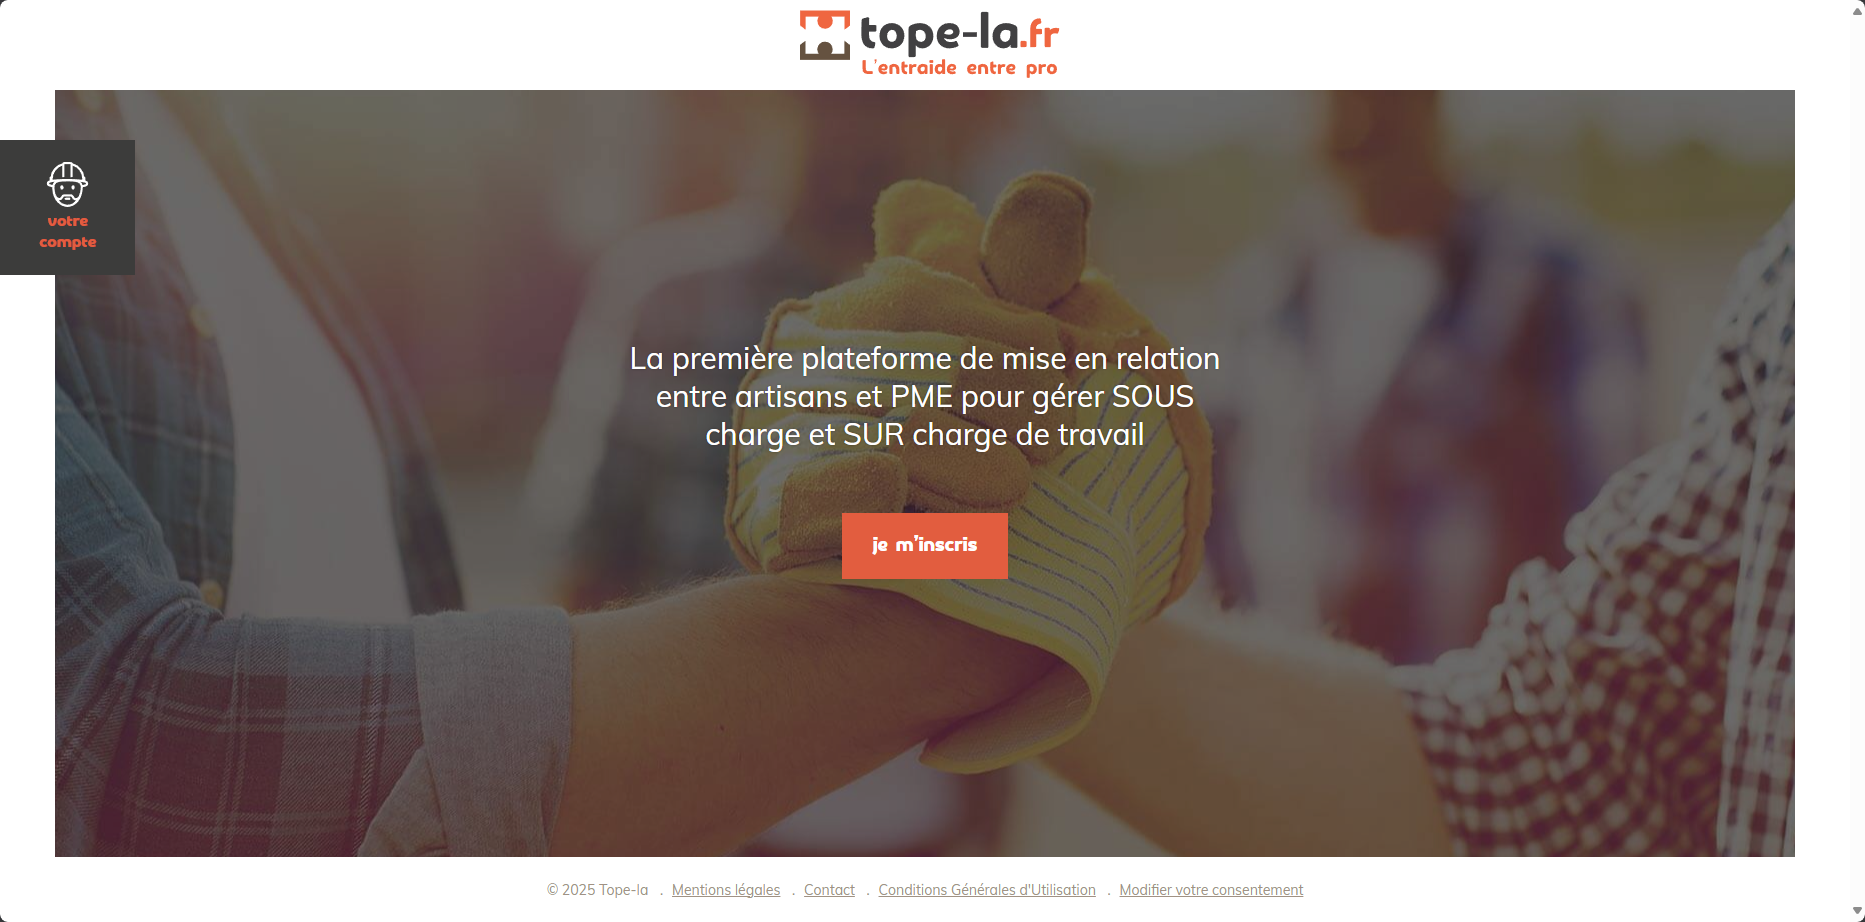 tope-la.fr
L'entraide entre pro
votre
compte
La première plateforme de mise en relation
entre artisans et PME pour gérer SOUS
charge et SUR charge de travail
je m'inscris
© 2025 Tope-la . Mentions légales . Contact . Conditions Générales d'Utilisation . Modifier votre consentement